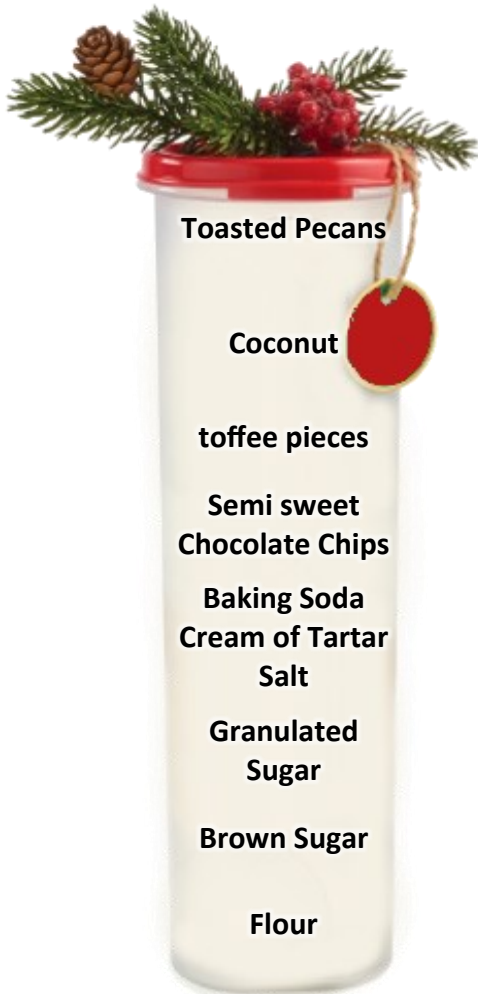 Toasted Pecans
Coconut
toffee pieces
Semi sweet
Chocolate Chips
Baking Soda
Cream of Tartar
Salt
Granulated
Sugar
Brown Sugar
Flour